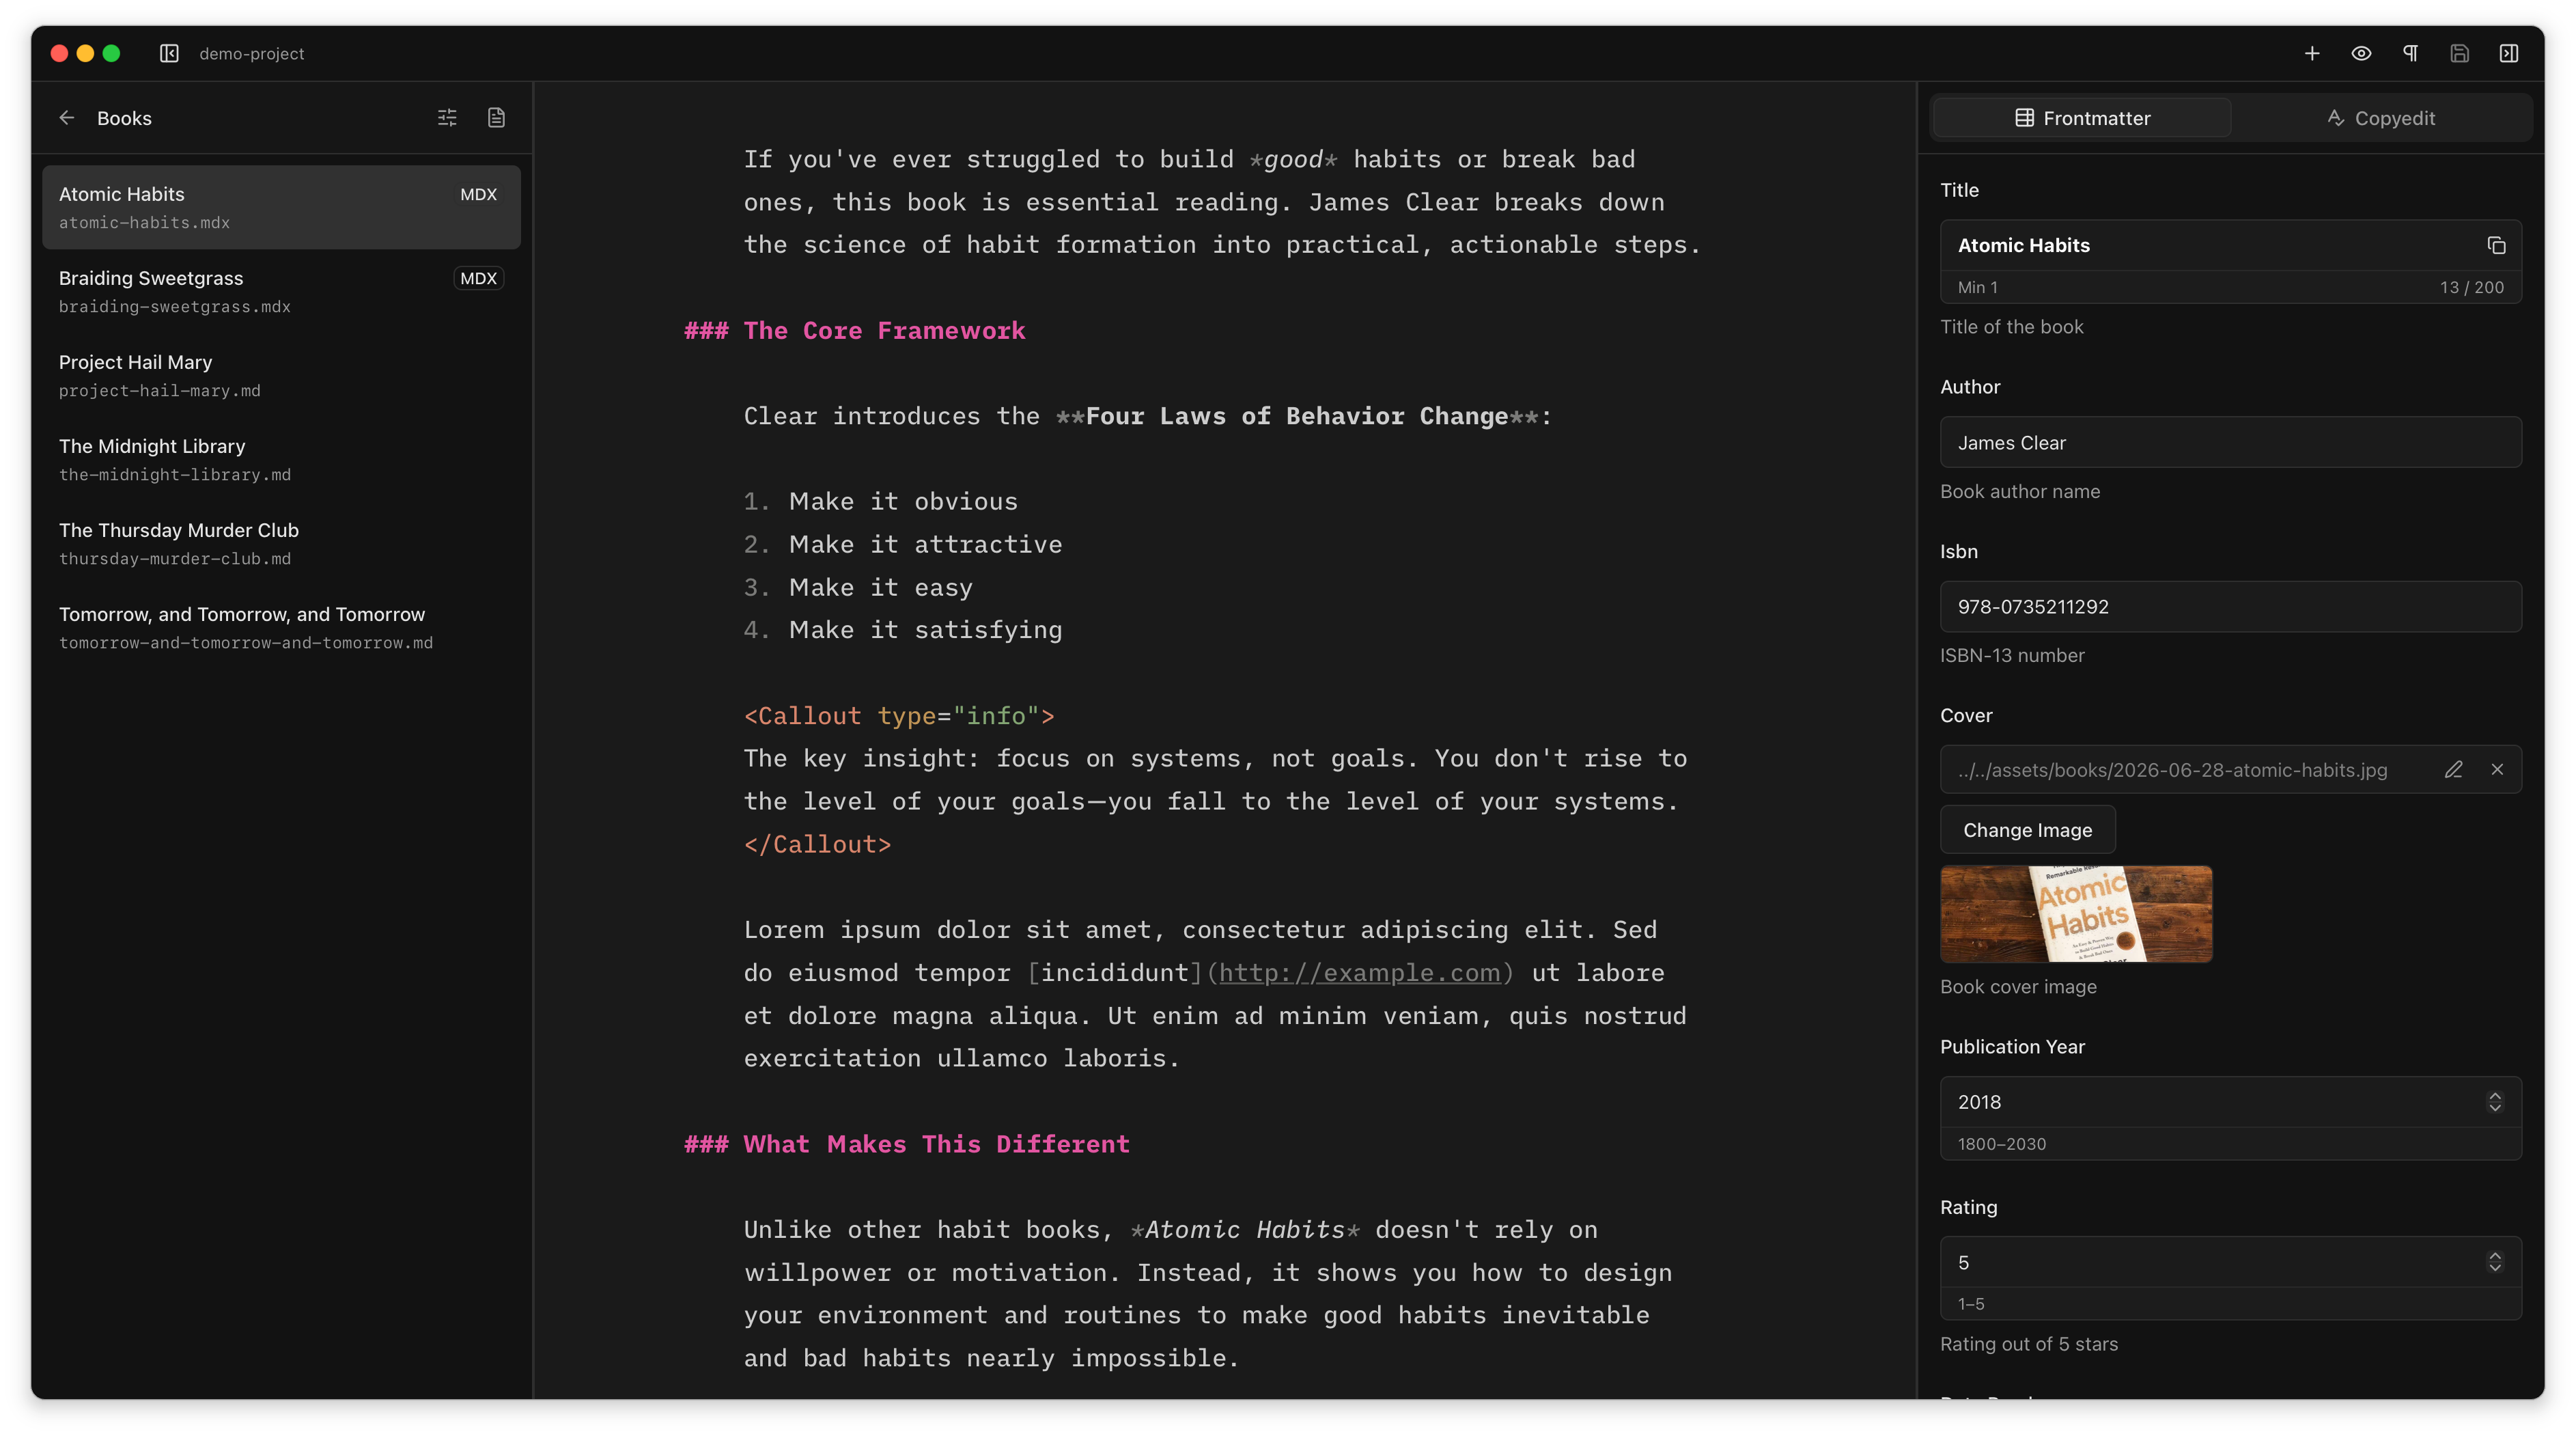 demo-project
Books
Atomic Habits MDX
atomic-habits.mdx
Braiding Sweetgrass MDX
braiding-sweetgrass.mdx
Project Hail Mary
project-hail-mary.md
The Midnight Library
the-midnight-library.md
The Thursday Murder Club
thursday-murder-club.md
Tomorrow, and Tomorrow, and Tomorrow
tomorrow-and-tomorrow-and-tomorrow.md
If you've ever struggled to build *good* habits or break bad
ones, this book is essential reading. James Clear breaks down
the science of habit formation into practical, actionable steps.
### The Core Framework
Clear introduces the **Four Laws of Behavior Change**:
1. Make it obvious
2. Make it attractive
3. Make it easy
4. Make it satisfying
<Callout type="info">
The key insight: focus on systems, not goals. You don't rise to
the level of your goals—you fall to the level of your systems.
</Callout>
Lorem ipsum dolor sit amet, consectetur adipiscing elit. Sed
do eiusmod tempor [incididunt](http://example.com) ut labore
et dolore magna aliqua. Ut enim ad minim veniam, quis nostrud
exercitation ullamco laboris.
### What Makes This Different
Unlike other habit books, *Atomic Habits* doesn't rely on
willpower or motivation. Instead, it shows you how to design
your environment and routines to make good habits inevitable
and bad habits nearly impossible.
Frontmatter Copyedit
Title
Atomic Habits
Min 1 13 / 200
Title of the book
Author
James Clear
Book author name
Isbn
978-0735211292
ISBN-13 number
Cover
../../assets/books/2026-06-28-atomic-habits.jpg
Change Image
Atomic
Habits
Book cover image
Publication Year
2018
1800–2030
Rating
5
1–5
Rating out of 5 stars